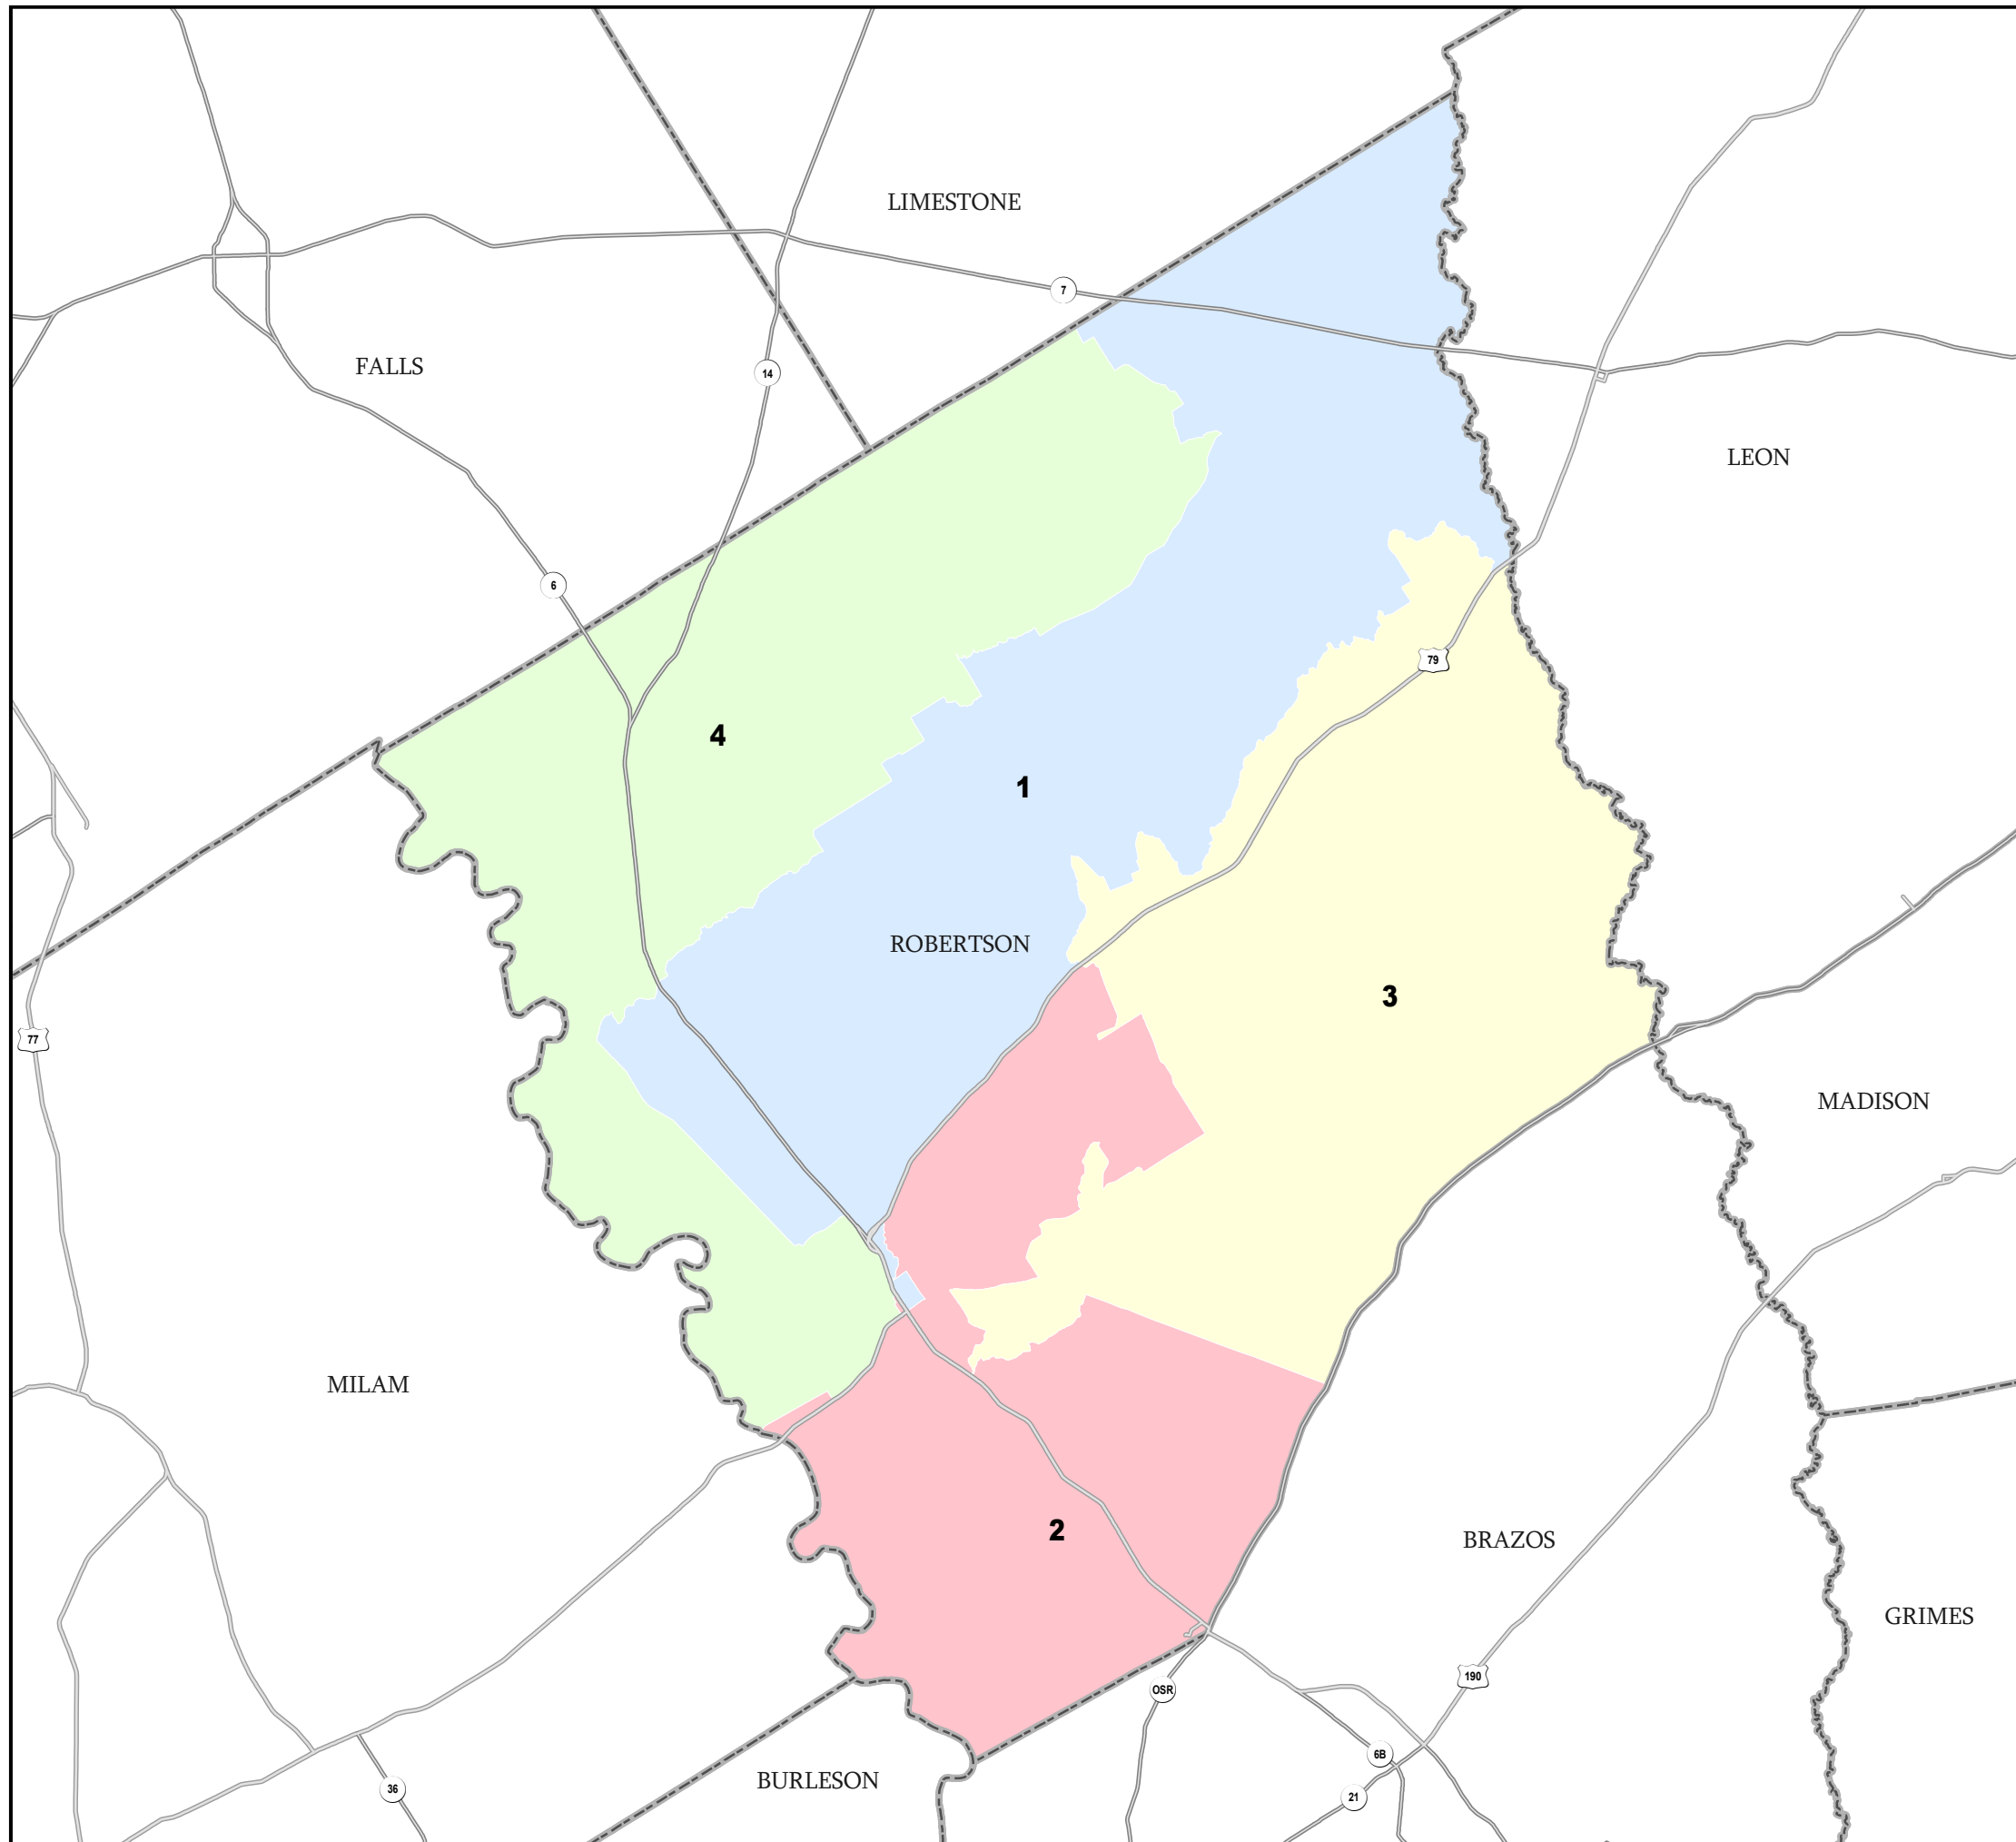 LIMESTONE
7
FALLS
14
LEON
6
79
4
1
ROBERTSON
3
77
MADISON
MILAM
2
BRAZOS
GRIMES
190
OSR
6B
BURLESON
36
21